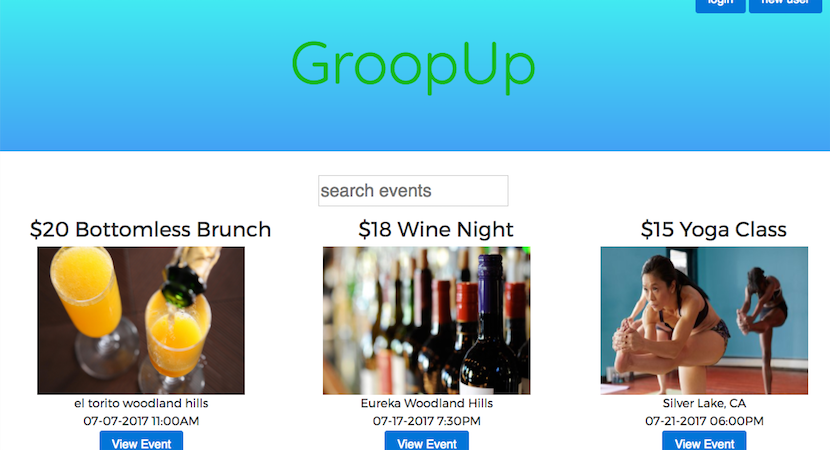 login new user
GroopUp
search events
$20 Bottomless Brunch
$18 Wine Night
$15 Yoga Class
el torito woodland hills
07-07-2017 11:00AM
View Event
Eureka Woodland Hills
07-17-2017 7:30PM
View Event
Silver Lake, CA
07-21-2017 06:00PM
View Event